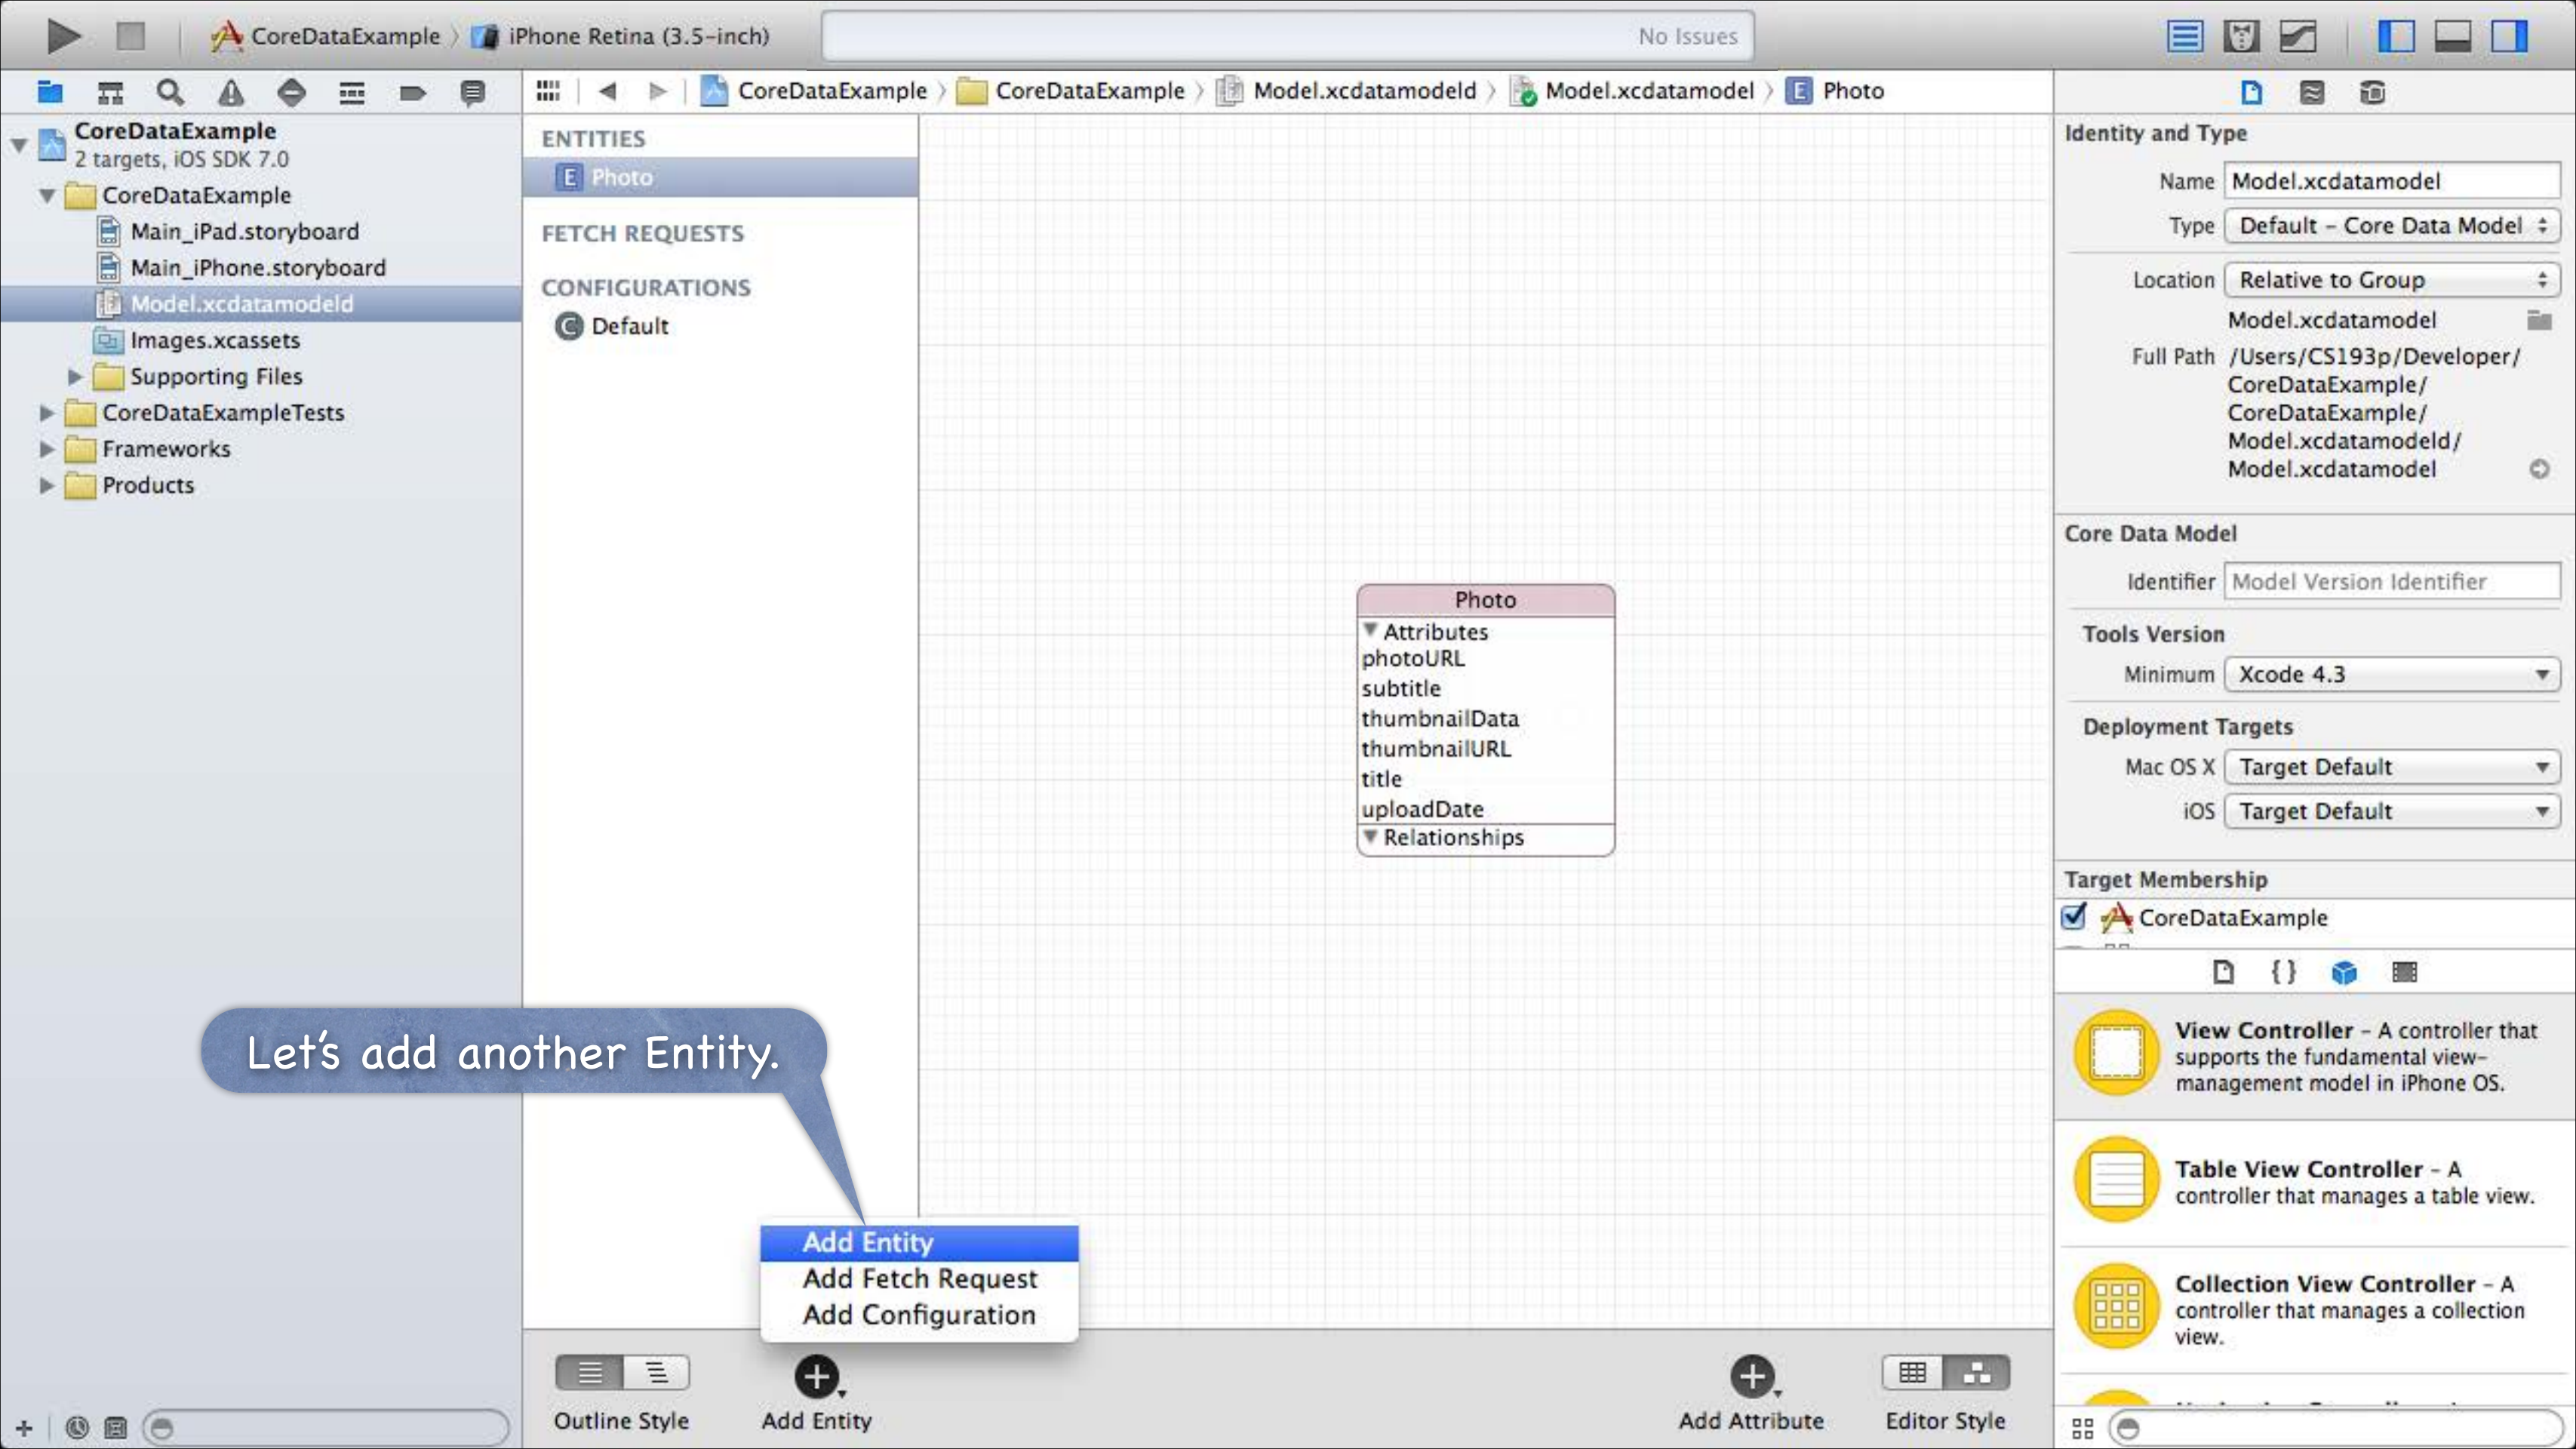 CoreDataExample
iPhone Retina (3.5-inch)
No Issues
CoreDataExample
2 targets, iOS SDK 7.0
CoreDataExample
Main_iPad.storyboard
Main_iPhone.storyboard
Model.xcdatamodeld
Images.xcassets
Supporting Files
CoreDataExampleTests
Frameworks
Products
CoreDataExample
CoreDataExample
Model.xcdatamodeld
Model.xcdatamodel
E Photo
ENTITIES
E Photo
FETCH REQUESTS
CONFIGURATIONS
C Default
Photo
Attributes
photoURL
subtitle
thumbnailData
thumbnailURL
title
uploadDate
Relationships
Let's add another Entity.
Add Entity
Add Fetch Request
Add Configuration
Outline Style
Add Entity
Add Attribute
Editor Style
Identity and Type
Name Model.xcdatamodel
Type Default – Core Data Model
Location Relative to Group
Model.xcdatamodel
Full Path /Users/CS193p/Developer/
CoreDataExample/
CoreDataExample/
Model.xcdatamodeld/
Model.xcdatamodel
Core Data Model
Identifier Model Version Identifier
Tools Version
Minimum Xcode 4.3
Deployment Targets
Mac OS X Target Default
iOS Target Default
Target Membership
CoreDataExample
{ }
View Controller – A controller that
supports the fundamental view-
management model in iPhone OS.
Table View Controller – A
controller that manages a table view.
Collection View Controller – A
controller that manages a collection
view.